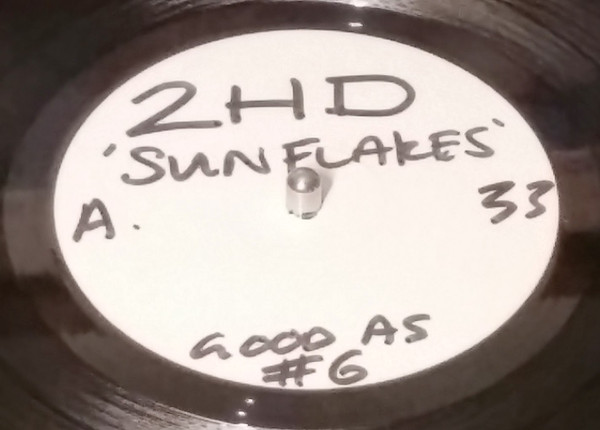 2HD
'SUNFLAKES'
A. 33
GOOD AS
#6